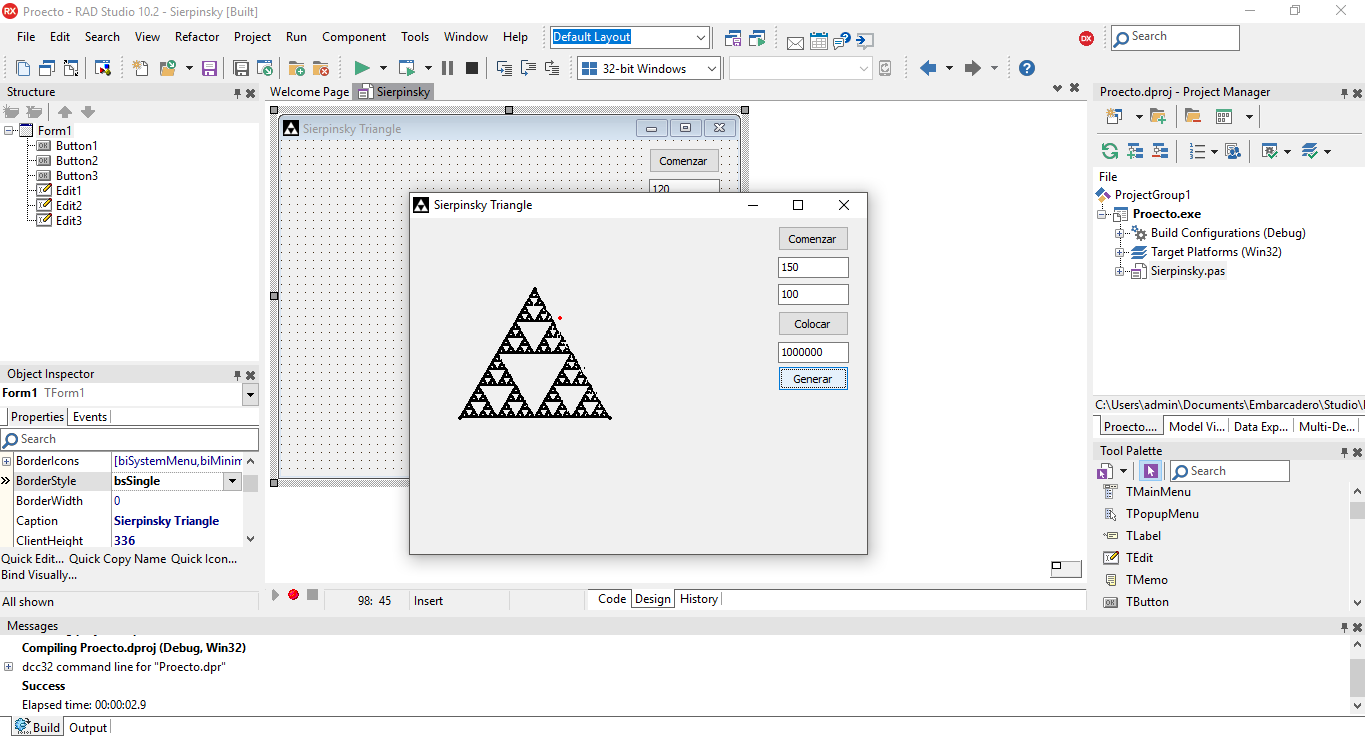 RX Proecto - RAD Studio 10.2 - Sierpinsky [Built]
File Edit Search View Refactor Project Run Component Tools Window Help
Default Layout
DX
Search
32-bit Windows
Structure
Form1
Button1
Button2
Button3
Edit1
Edit2
Edit3
Object Inspector
Form1 TForm1
Properties Events
Search
BorderIcons [biSystemMenu,biMinim
BorderStyle bsSingle
BorderWidth 0
Caption Sierpinsky Triangle
ClientHeight 336
Quick Edit... Quick Copy Name Quick Icon...
Bind Visually...
All shown
Welcome Page Sierpinsky
Sierpinsky Triangle
Comenzar
120
Sierpinsky Triangle
Comenzar
150
100
Colocar
1000000
Generar
98: 45 Insert
Code Design History
Proecto.dproj - Project Manager
File
ProjectGroup1
Proecto.exe
Build Configurations (Debug)
Target Platforms (Win32)
Sierpinsky.pas
C:\Users\admin\Documents\Embarcadero\Studio\
Proecto.... Model Vi... Data Exp... Multi-De...
Tool Palette
Search
TMainMenu
TPopupMenu
TLabel
TEdit
TMemo
TButton
Messages
Compiling Proecto.dproj (Debug, Win32)
dcc32 command line for "Proecto.dpr"
Success
Elapsed time: 00:00:02.9
Build Output